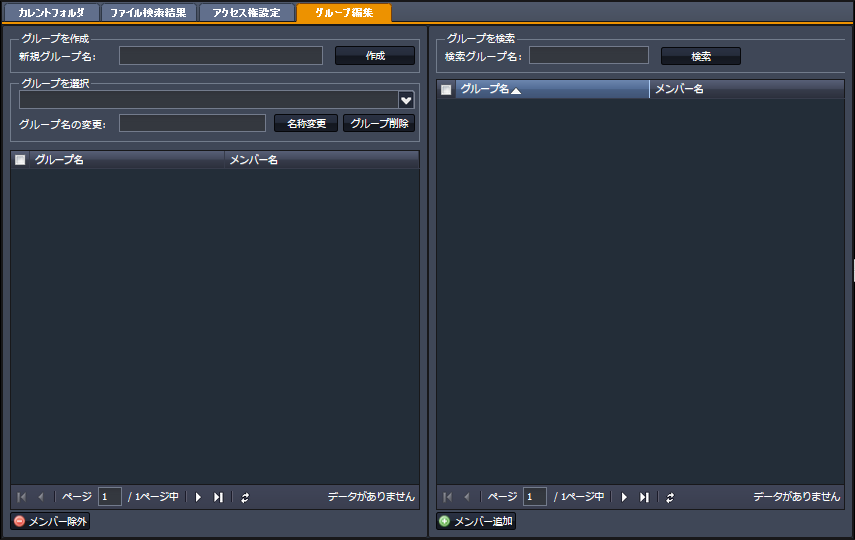 カレントフォルダ ファイル検索結果 アクセス権設定 グループ編集
グループを作成
新規グループ名: 作成
グループを選択
グループ名の変更: 名称変更 グループ削除
グループ名 メンバー名
ページ 1 / 1ページ中 データがありません
メンバー除外
グループを検索
検索グループ名: 検索
グループ名 メンバー名
ページ 1 / 1ページ中 データがありません
メンバー追加